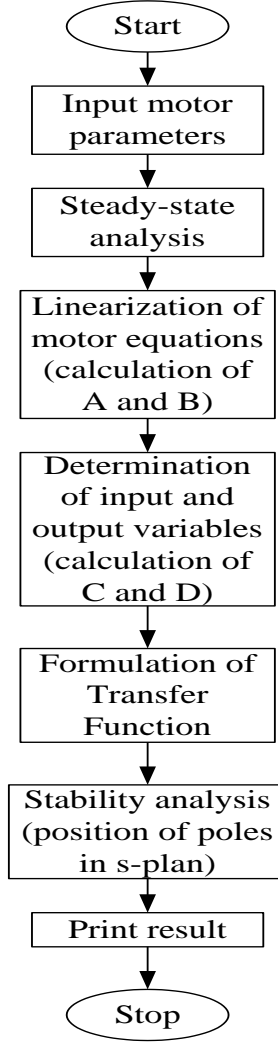 Start
Input motor
parameters
Steady-state
analysis
Linearization of
motor equations
(calculation of
A and B)
Determination
of input and
output variables
(calculation of
C and D)
Formulation of
Transfer
Function
Stability analysis
(position of poles
in s-plan)
Print result
Stop